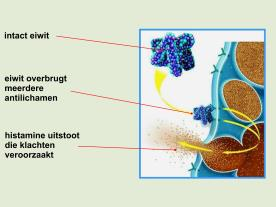 intact eiwit
eiwit overbrugt
meerdere
antilichamen
histamine uitstoot
die klachten
veroorzaakt